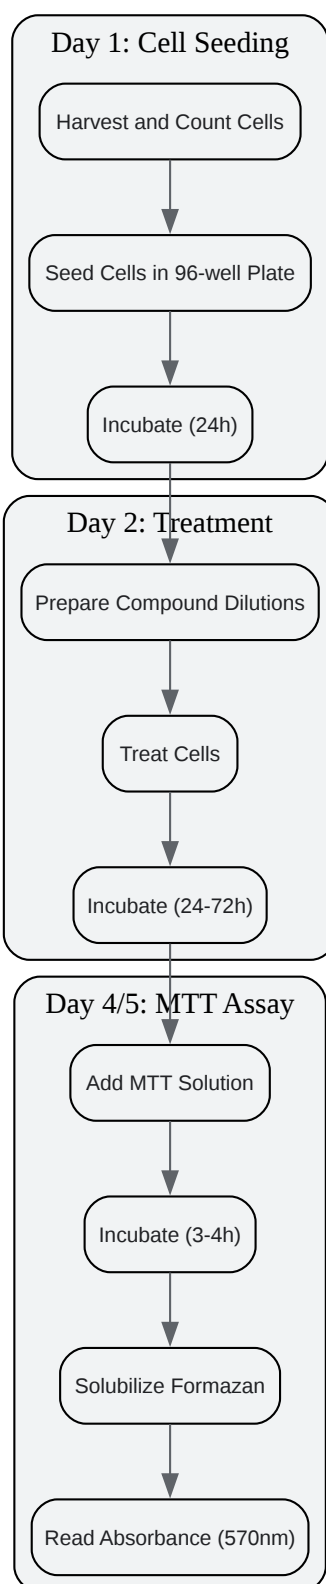 Day 1: Cell Seeding
Harvest and Count Cells
Seed Cells in 96-well Plate
Incubate (24h)
Day 2: Treatment
Prepare Compound Dilutions
Treat Cells
Incubate (24-72h)
Day 4/5: MTT Assay
Add MTT Solution
Incubate (3-4h)
Solubilize Formazan
Read Absorbance (570nm)